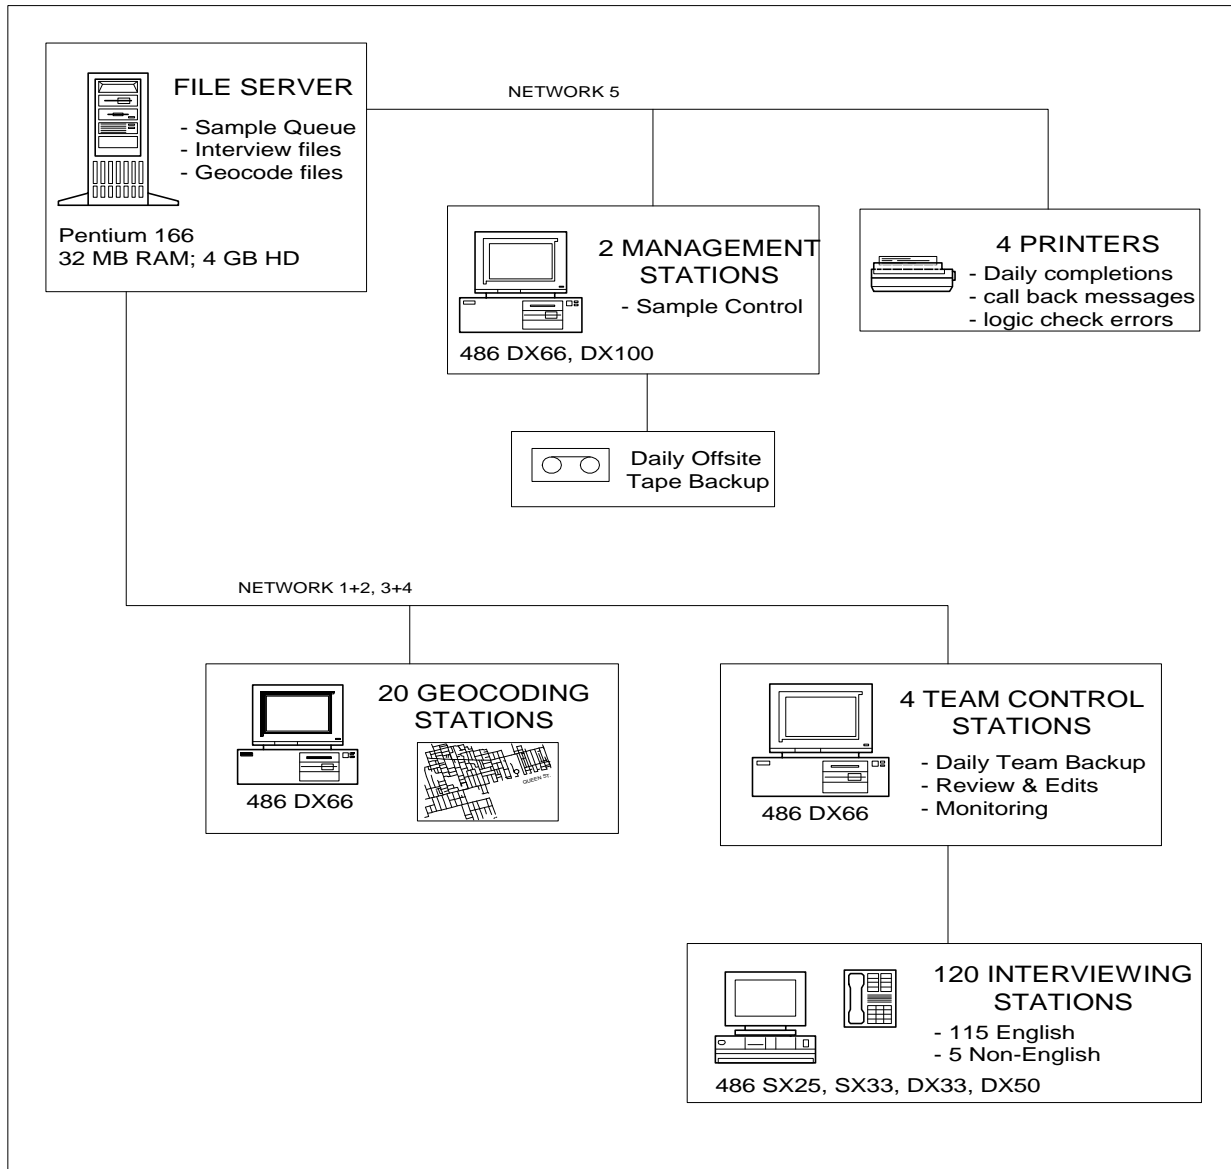 FILE SERVER
- Sample Queue
- Interview files
- Geocode files
Pentium 166
32 MB RAM; 4 GB HD
NETWORK 5
2 MANAGEMENT
STATIONS
- Sample Control
486 DX66, DX100
4 PRINTERS
- Daily completions
- call back messages
- logic check errors
Daily Offsite
Tape Backup
NETWORK 1+2, 3+4
20 GEOCODING
STATIONS
QUEEN ST.
486 DX66
4 TEAM CONTROL
STATIONS
- Daily Team Backup
- Review & Edits
- Monitoring
486 DX66
120 INTERVIEWING
STATIONS
- 115 English
- 5 Non-English
486 SX25, SX33, DX33, DX50